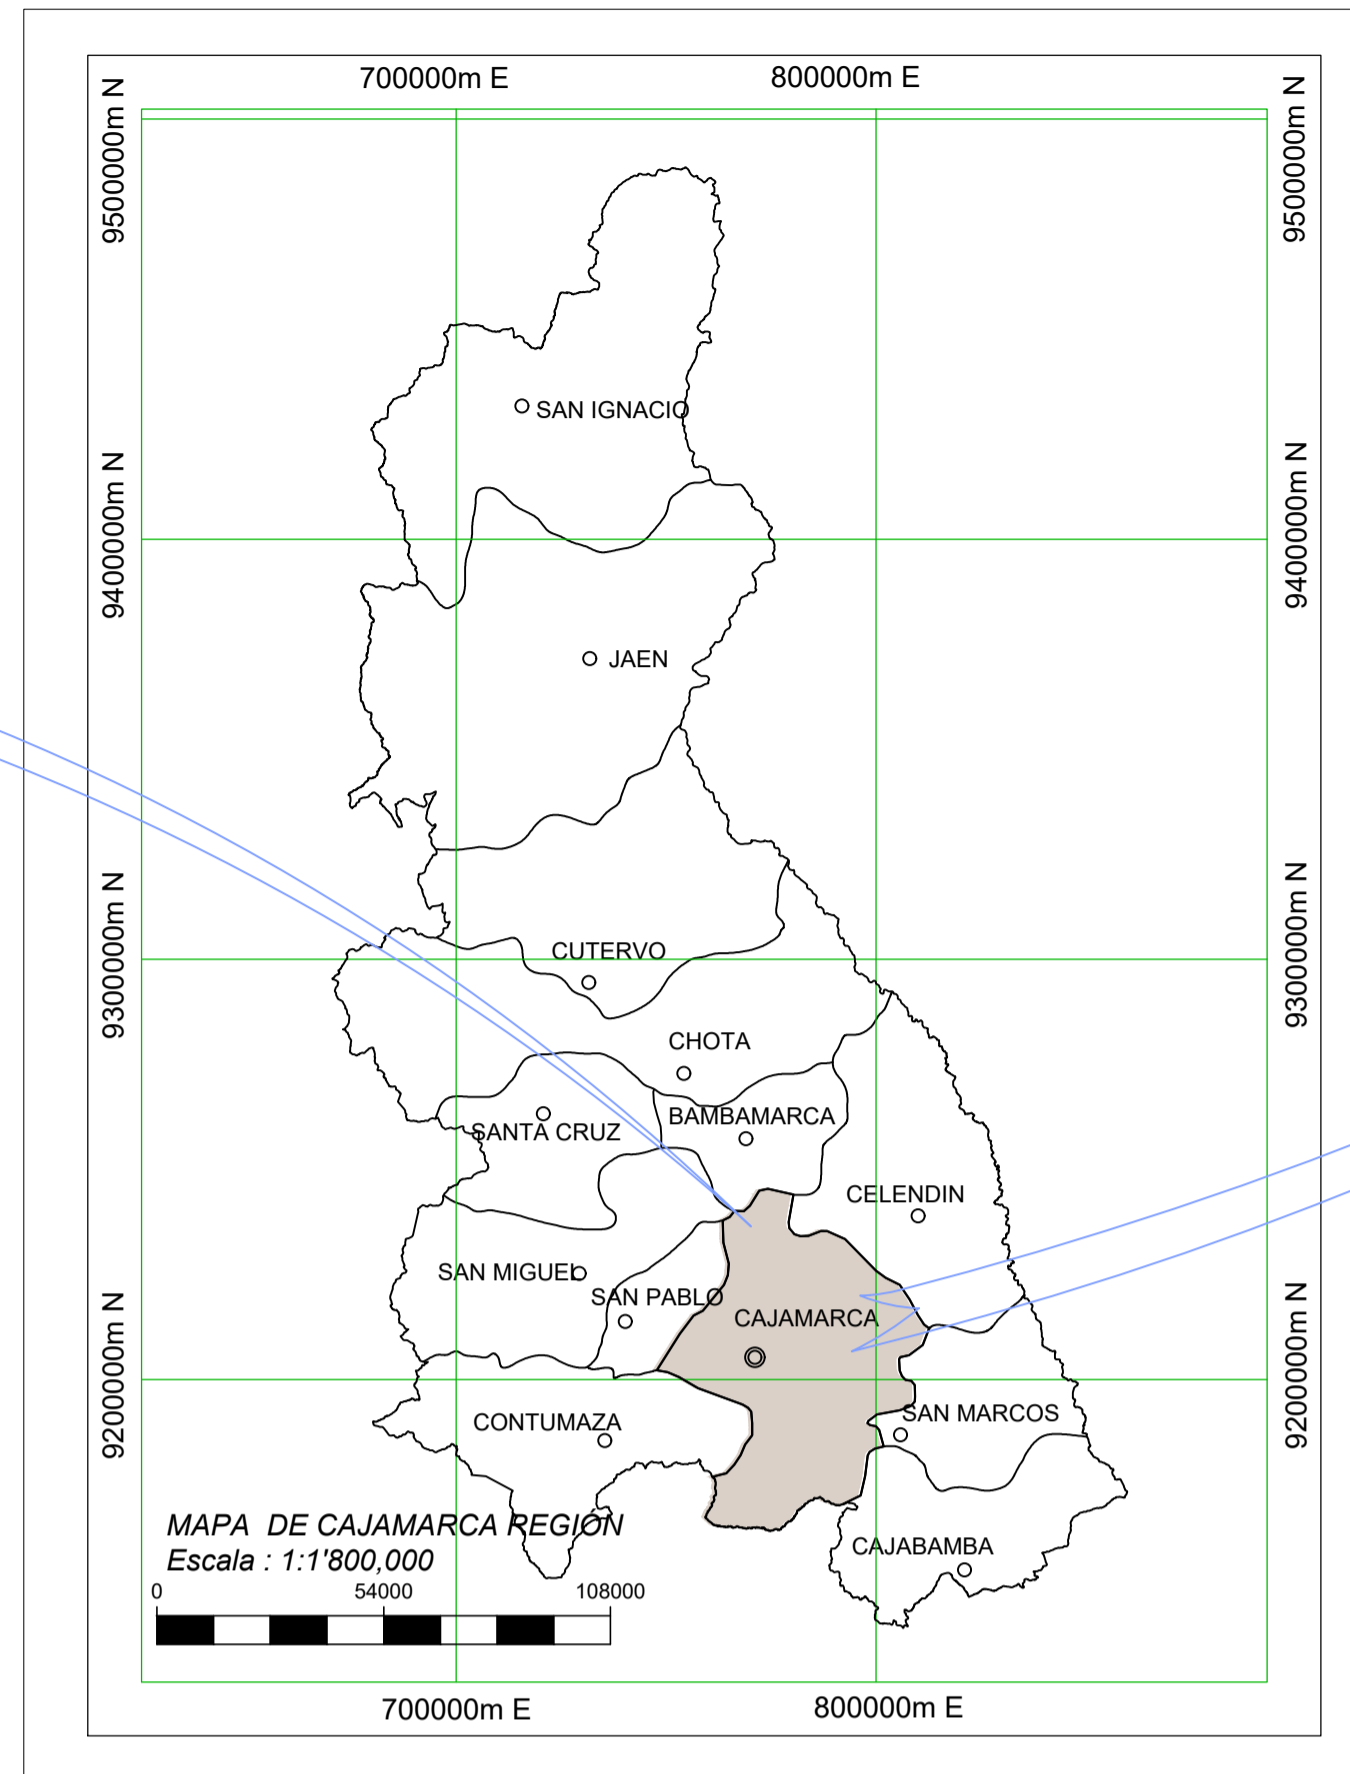 700000m E
800000m E
9500000m N
9500000m N
SAN IGNACIO
9400000m N
9400000m N
JAEN
9300000m N
9300000m N
CUTERVO
CHOTA
BAMBAMARCA
SANTA CRUZ
CELENDIN
SAN MIGUEL
SAN PABLO
CAJAMARCA
9200000m N
9200000m N
CONTUMAZA
SAN MARCOS
MAPA DE CAJAMARCA REGION
Escala : 1:1'800,000
CAJABAMBA
0
54000
108000
700000m E
800000m E